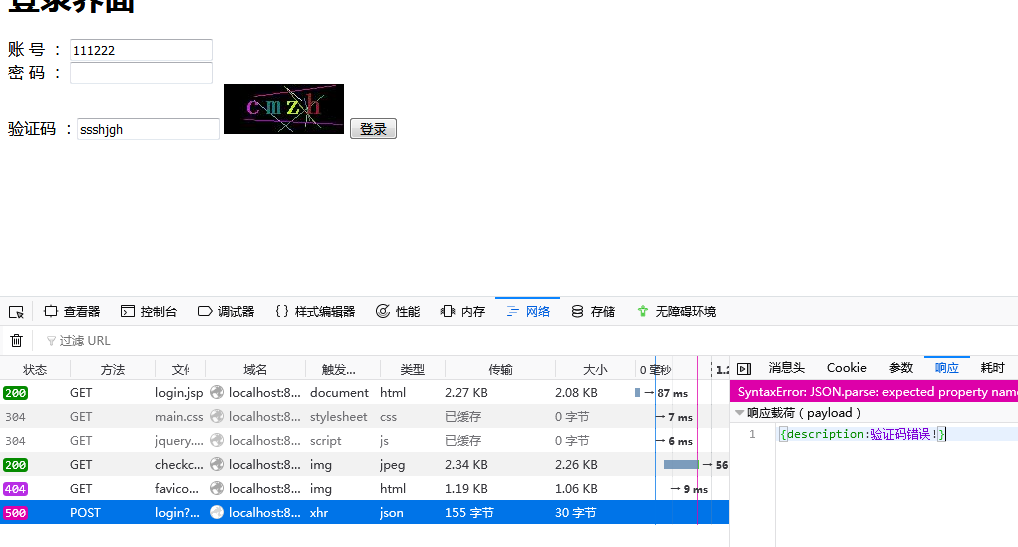 登录界面
账 号 ： 111222
密 码 ：
验证码 ： ssshjgh cmzh 登录
查看器 控制台 调试器 {} 样式编辑器 性能 内存 网络 存储 无障碍环境
过滤 URL
状态 方法 文件 域名 触发... 类型 传输 大小 0 毫秒 1.2 消息头 Cookie 参数 响应 耗时
200 GET login.jsp localhost:8... document html 2.27 KB 2.08 KB → 87 ms SyntaxError: JSON.parse: expected property name
304 GET main.css localhost:8... stylesheet css 已缓存 0 字节 → 7 ms 响应载荷 ( payload )
304 GET jquery.... localhost:8... script js 已缓存 0 字节 → 6 ms 1 {description:验证码错误!}
200 GET checkc... localhost:8... img jpeg 2.34 KB 2.26 KB → 56
404 GET favico... localhost:8... img html 1.19 KB 1.06 KB → 9 ms
500 POST login?... localhost:8... xhr json 155 字节 30 字节